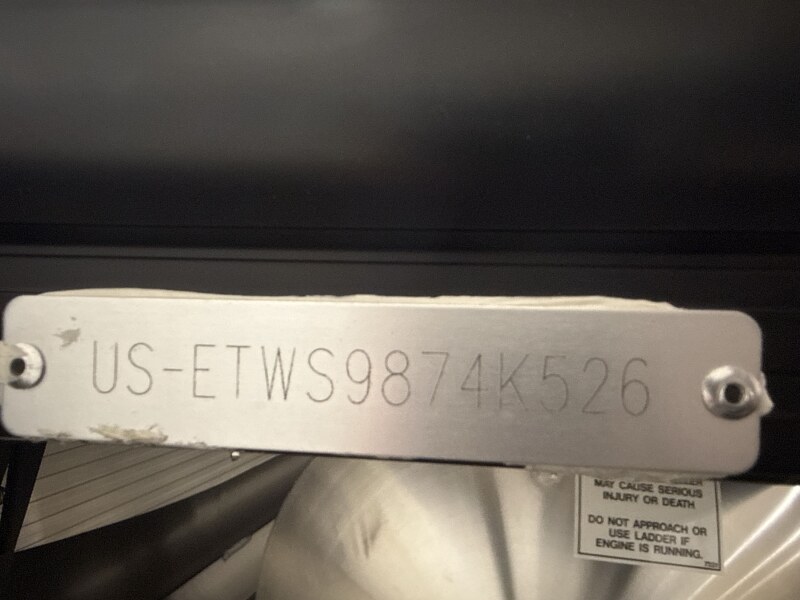 US-ETWS9874K526
MAY CAUSE SERIOUS
INJURY OR DEATH
DO NOT APPROACH OR
USE LADDER IF
ENGINE IS RUNNING.